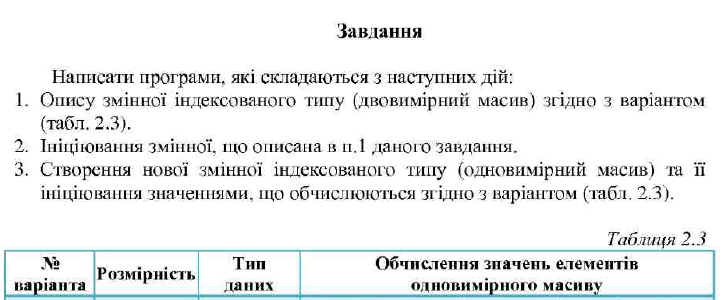 Завдання
Написати програми, які складаються з наступних дій:
1. Опису змінної індексованого типу (двовимірний масив) згідно з варіантом
(табл. 2.3).
2. Ініціювання змінної, що описана в п.1 даного завдання.
3. Створення нової змінної індексованого типу (одновимірний масив) та її
ініціювання значеннями, що обчислюються згідно з варіантом (табл. 2.3).
Таблиця 2.3
№ варіанта Розмірність Тип даних Обчислення значень елементів одновимірного масиву